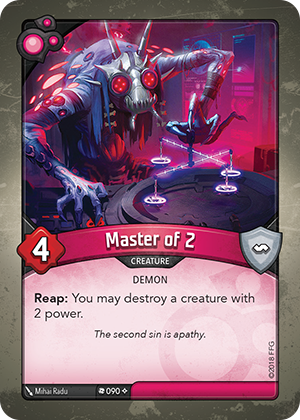 Master of 2
CREATURE
4
DEMON
Reap: You may destroy a creature with
2 power.
The second sin is apathy.
Mihai Radu
090
©2018 FFG